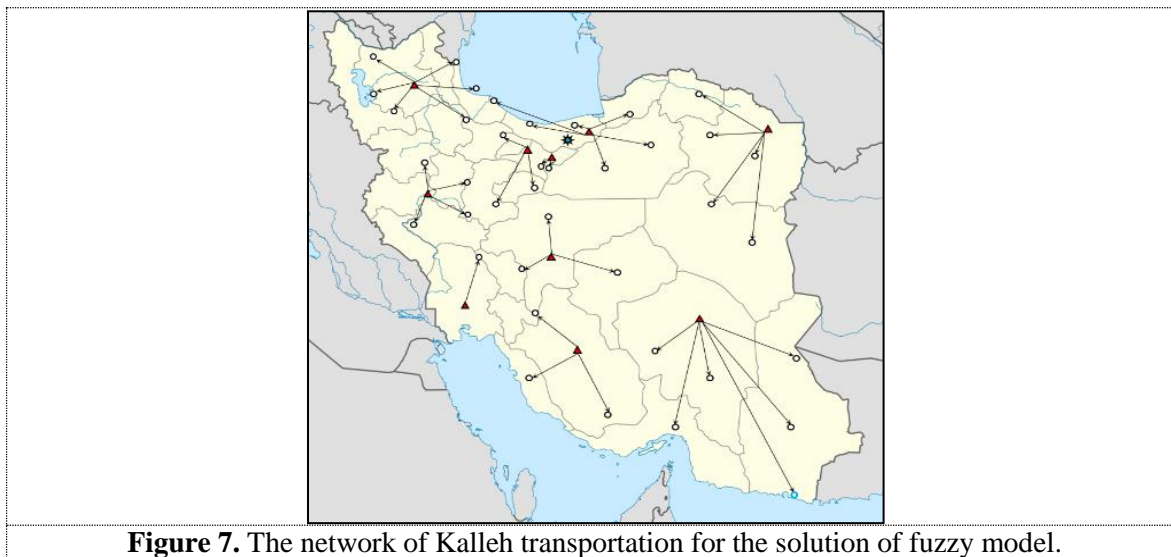 Figure 7. The network of Kalleh transportation for the solution of fuzzy model.